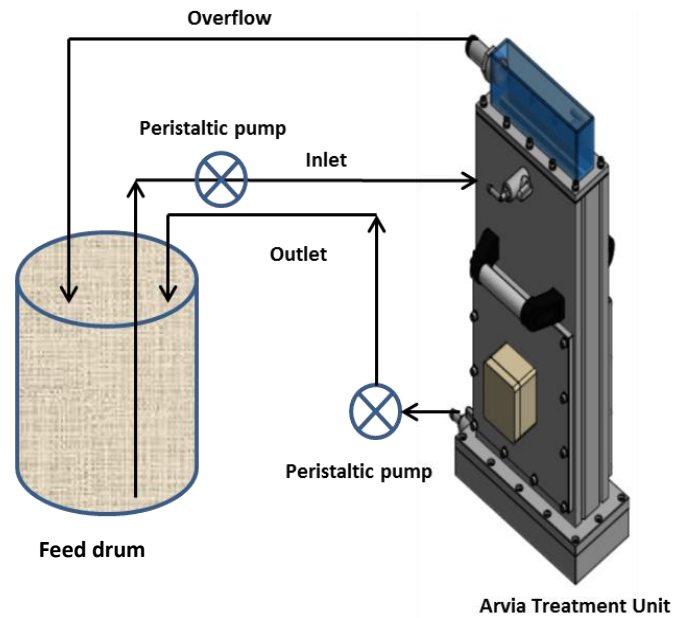 Overflow
Peristaltic pump
Inlet
Outlet
Peristaltic pump
Feed drum
Arvia Treatment Unit